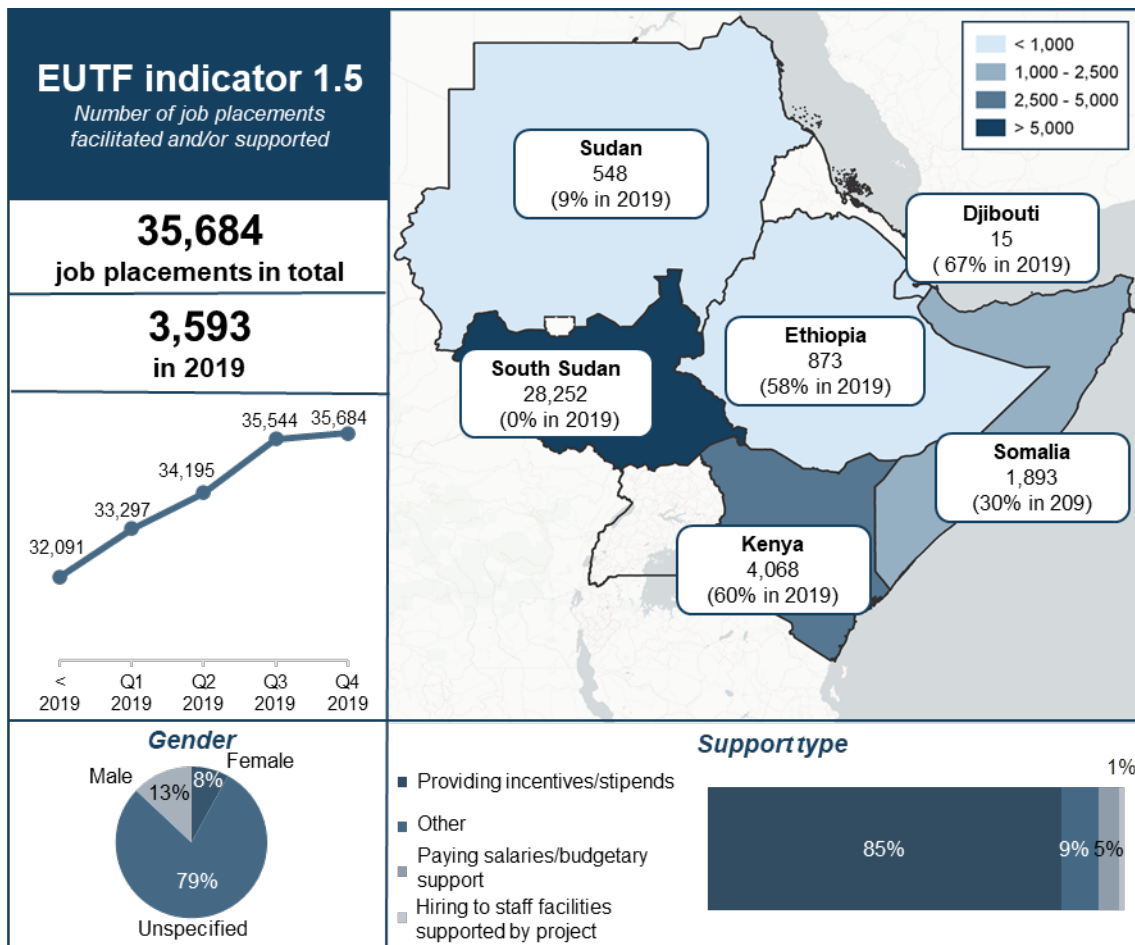 EUTF indicator 1.5
Number of job placements
facilitated and/or supported
35,684
job placements in total
3,593
in 2019
32,091
33,297
34,195
35,544
35,684
<
2019
Q1
2019
Q2
2019
Q3
2019
Q4
2019
< 1,000
1,000 - 2,500
2,500 - 5,000
> 5,000
Sudan
548
(9% in 2019)
Djibouti
15
( 67% in 2019)
Ethiopia
873
(58% in 2019)
South Sudan
28,252
(0% in 2019)
Somalia
1,893
(30% in 209)
Kenya
4,068
(60% in 2019)
Gender
Male
Female
8%
13%
79%
Unspecified
Support type
Providing incentives/stipends
Other
Paying salaries/budgetary
support
Hiring to staff facilities
supported by project
1%
85%
9%
5%